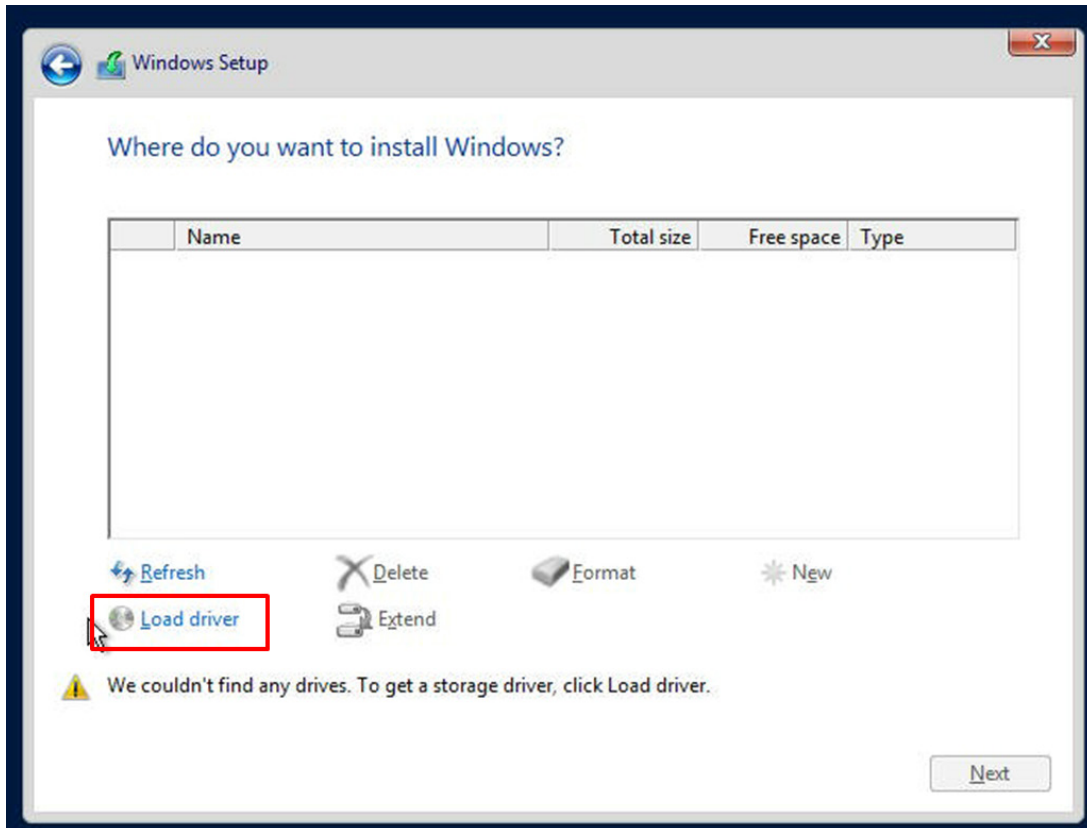 Windows Setup
Where do you want to install Windows?
Name Total size Free space Type
Refresh Delete Format New
Load driver Extend
We couldn't find any drives. To get a storage driver, click Load driver.
Next